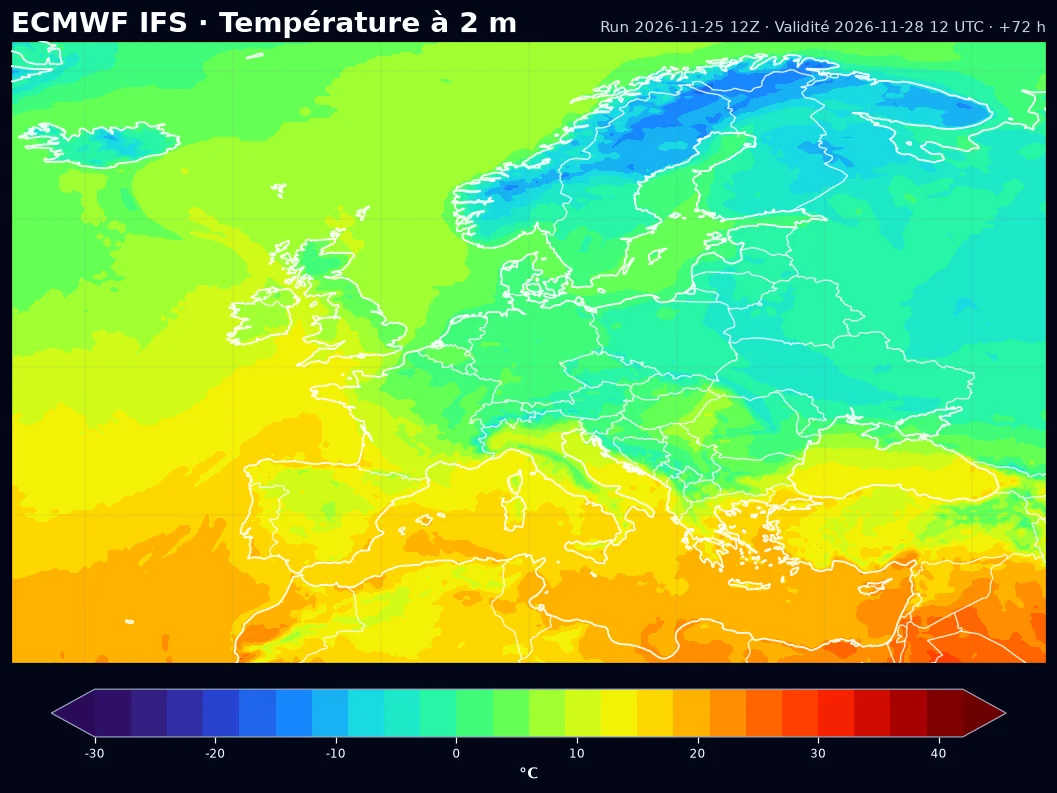 ECMWF IFS · Température à 2 m
Run 2026-11-25 12Z · Validité 2026-11-28 12 UTC · +72 h
-30 -20 -10 0 10 20 30 40
°C